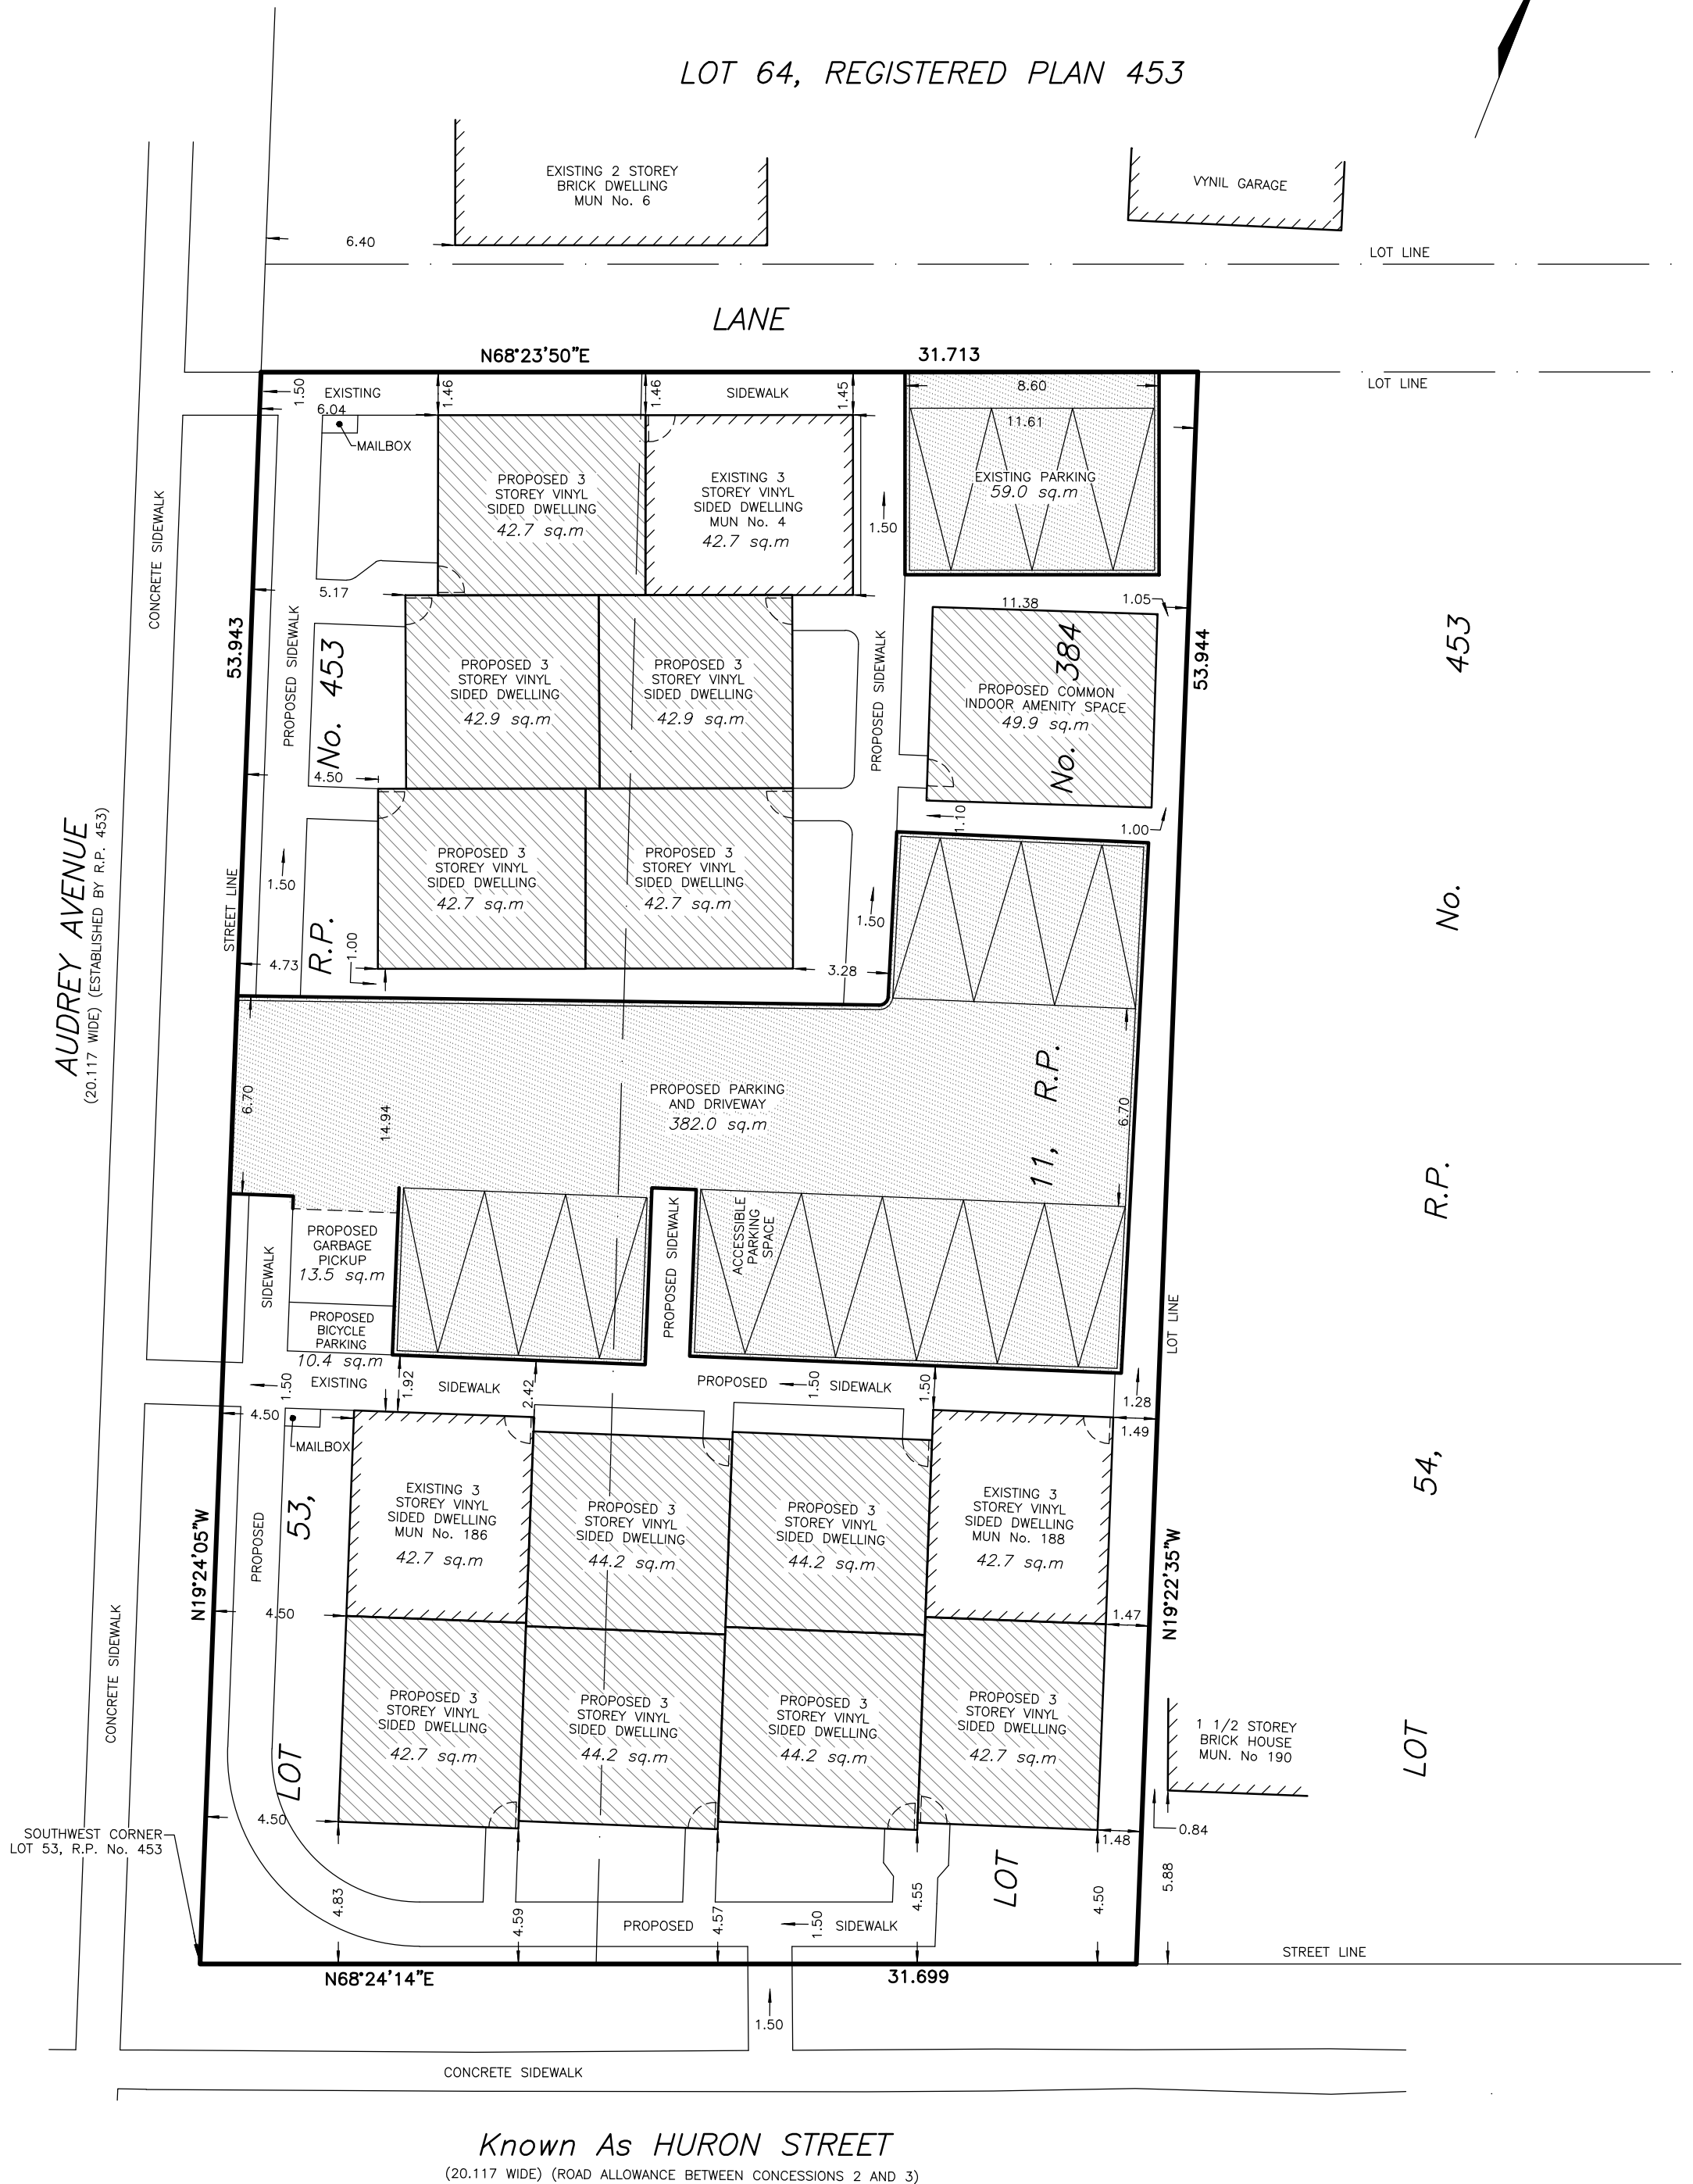 LOT 64, REGISTERED PLAN 453
EXISTING 2 STOREY
BRICK DWELLING
MUN No. 6
VYNIL GARAGE
6.40
LOT LINE
LANE
N68°23'50"E
31.713
LOT LINE
1.50
EXISTING
6.04
1.46
1.46
SIDEWALK
1.45
8.60
11.61
MAILBOX
PROPOSED 3
STOREY VINYL
SIDED DWELLING
42.7 sq.m
EXISTING 3
STOREY VINYL
SIDED DWELLING
MUN No. 4
42.7 sq.m
1.50
EXISTING PARKING
59.0 sq.m
CONCRETE SIDEWALK
5.17
11.38
1.05
53.943
PROPOSED SIDEWALK
No. 453
PROPOSED 3
STOREY VINYL
SIDED DWELLING
42.9 sq.m
PROPOSED 3
STOREY VINYL
SIDED DWELLING
42.9 sq.m
PROPOSED SIDEWALK
No. 384
PROPOSED COMMON
INDOOR AMENITY SPACE
49.9 sq.m
53.944
453
4.50
1.10
1.00
AUDREY AVENUE
(20.117 WIDE) (ESTABLISHED BY R.P. 453)
STREET LINE
1.50
PROPOSED 3
STOREY VINYL
SIDED DWELLING
42.7 sq.m
PROPOSED 3
STOREY VINYL
SIDED DWELLING
42.7 sq.m
1.50
No.
4.73
R.P.
1.00
3.28
6.70
14.94
PROPOSED PARKING
AND DRIVEWAY
382.0 sq.m
11, R.P.
6.70
R.P.
SIDEWALK
PROPOSED
GARBAGE
PICKUP
13.5 sq.m
PROPOSED
BICYCLE
PARKING
10.4 sq.m
PROPOSED SIDEWALK
ACCESSIBLE
PARKING
SPACE
LOT LINE
1.50
EXISTING
1.92
SIDEWALK
2.42
PROPOSED
1.50
SIDEWALK
1.50
1.28
4.50
1.49
MAILBOX
53,
54,
N19°24'05"W
PROPOSED
EXISTING 3
STOREY VINYL
SIDED DWELLING
MUN No. 186
42.7 sq.m
PROPOSED 3
STOREY VINYL
SIDED DWELLING
44.2 sq.m
PROPOSED 3
STOREY VINYL
SIDED DWELLING
44.2 sq.m
EXISTING 3
STOREY VINYL
SIDED DWELLING
MUN No. 188
42.7 sq.m
N19°22'35"W
4.50
1.47
CONCRETE SIDEWALK
PROPOSED 3
STOREY VINYL
SIDED DWELLING
42.7 sq.m
PROPOSED 3
STOREY VINYL
SIDED DWELLING
44.2 sq.m
PROPOSED 3
STOREY VINYL
SIDED DWELLING
44.2 sq.m
PROPOSED 3
STOREY VINYL
SIDED DWELLING
42.7 sq.m
1 1/2 STOREY
BRICK HOUSE
MUN. No 190
LOT
LOT
4.50
1.48
0.84
SOUTHWEST CORNER
LOT 53, R.P. No. 453
4.83
4.59
4.57
4.55
LOT
4.50
5.88
PROPOSED
1.50
SIDEWALK
STREET LINE
N68°24'14"E
31.699
1.50
CONCRETE SIDEWALK
Known As HURON STREET
(20.117 WIDE) (ROAD ALLOWANCE BETWEEN CONCESSIONS 2 AND 3)